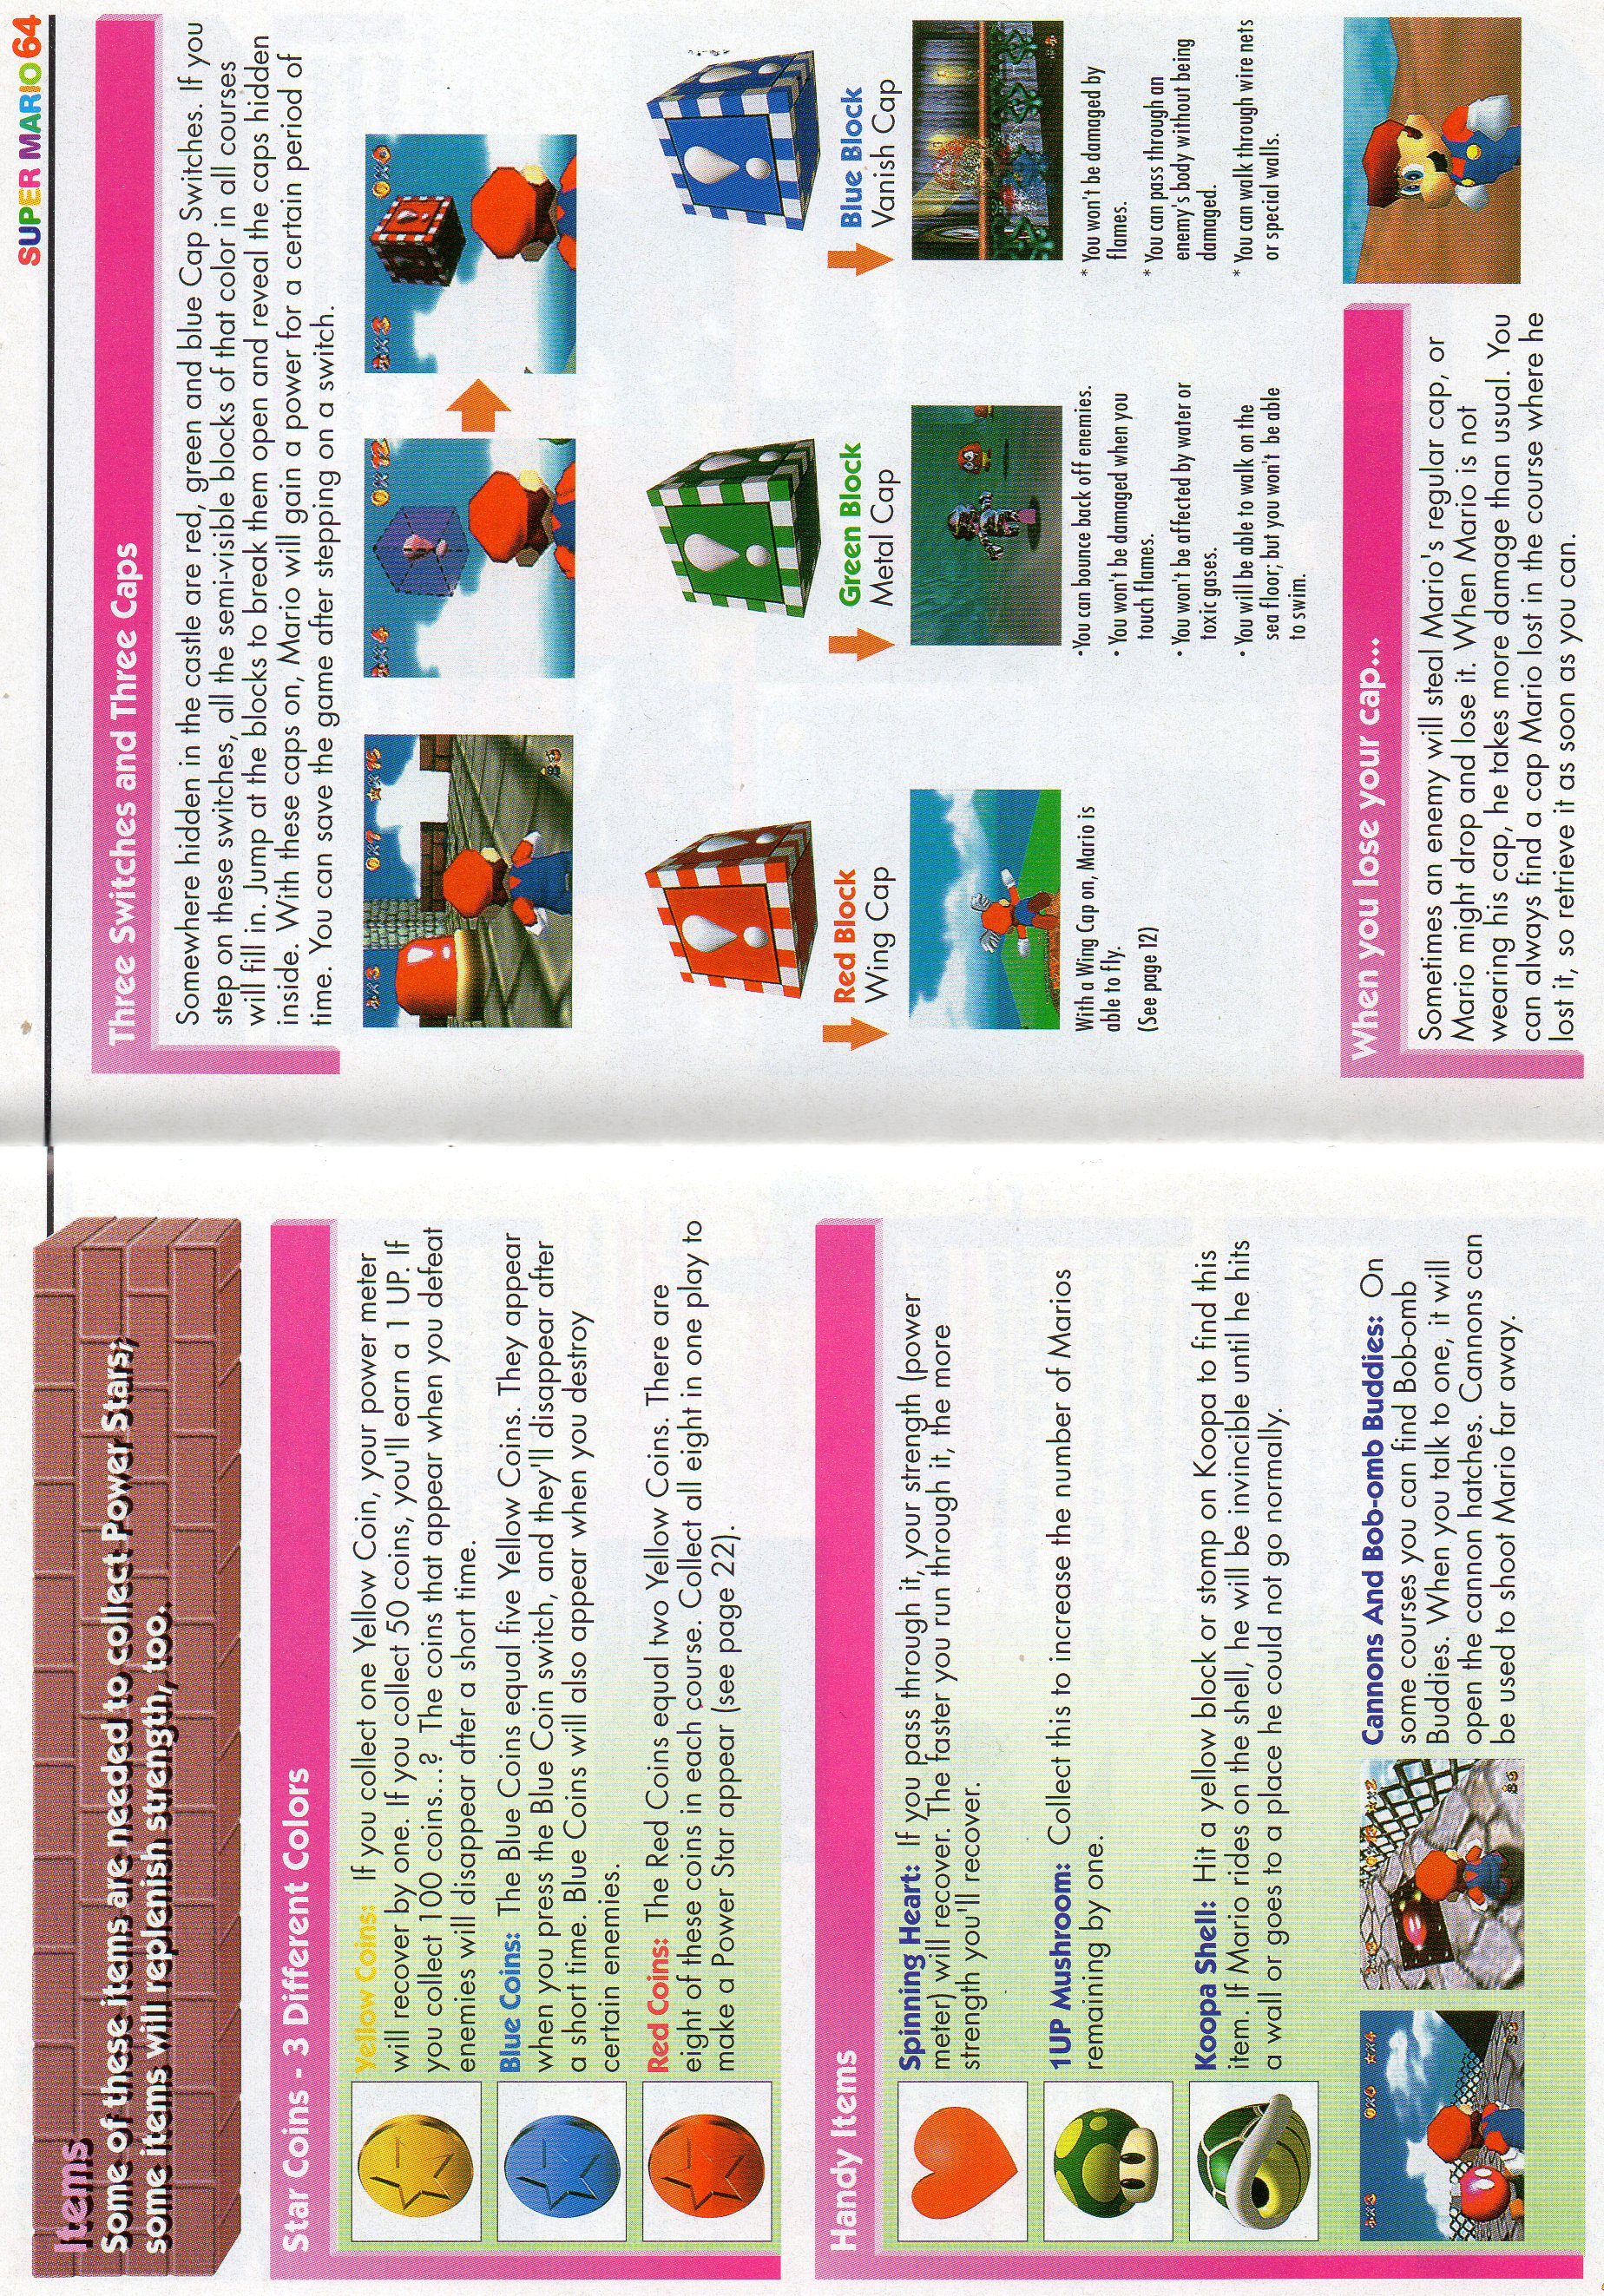 Items
Some of these items are needed to collect Power Stars;
some items will replenish strength, too.
Star Coins - 3 Different Colors
Yellow Coins: If you collect one Yellow Coin, your power meter
will recover by one. If you collect 50 coins, you'll earn a 1 UP. If
you collect 100 coins...? The coins that appear when you defeat
enemies will disappear after a short time.
Blue Coins: The Blue Coins equal five Yellow Coins. They appear
when you press the Blue Coin switch, and they'll disappear after
a short time. Blue Coins will also appear when you destroy
certain enemies.
Red Coins: The Red Coins equal two Yellow Coins. There are
eight of these coins in each course. Collect all eight in one play to
make a Power Star appear (see page 22).
Handy Items
Spinning Heart: If you pass through it, your strength (power
meter) will recover. The faster you run through it, the more
strength you'll recover.
1UP Mushroom: Collect this to increase the number of Marios
remaining by one.
Koopa Shell: Hit a yellow block or stomp on Koopa to find this
item. If Mario rides on the shell, he will be invincible until he hits
a wall or goes to a place he could not go normally.
×3 ×0 ×4
Cannons And Bob-omb Buddies: On
some courses you can find Bob-omb
Buddies. When you talk to one, it will
open the cannon hatches. Cannons can
be used to shoot Mario far away.
SUPER MARIO 64
Three Switches and Three Caps
Somewhere hidden in the castle are red, green and blue Cap Switches. If you
step on these switches, all the semi-visible blocks of that color in all courses
will fill in. Jump at the blocks to break them open and reveal the caps hidden
inside. With these caps on, Mario will gain a power for a certain period of
time. You can save the game after stepping on a switch.
×3 ×7 ×15
×4 ×12
×3 ×0
Red Block
Wing Cap
With a Wing Cap on, Mario is
able to fly.
(See page 12)
Green Block
Metal Cap
•You can bounce back off enemies.
• You won't be damaged when you
touch flames.
• You won't be affected by water or
toxic gases.
• You will be able to walk on the
sea floor; but you won't be able
to swim.
Blue Block
Vanish Cap
* You won't be damaged by
flames.
* You can pass through an
enemy's body without being
damaged.
* You can walk through wire nets
or special walls.
When you lose your cap...
Sometimes an enemy will steal Mario's regular cap, or
Mario might drop and lose it. When Mario is not
wearing his cap, he takes more damage than usual. You
can always find a cap Mario lost in the course where he
lost it, so retrieve it as soon as you can.